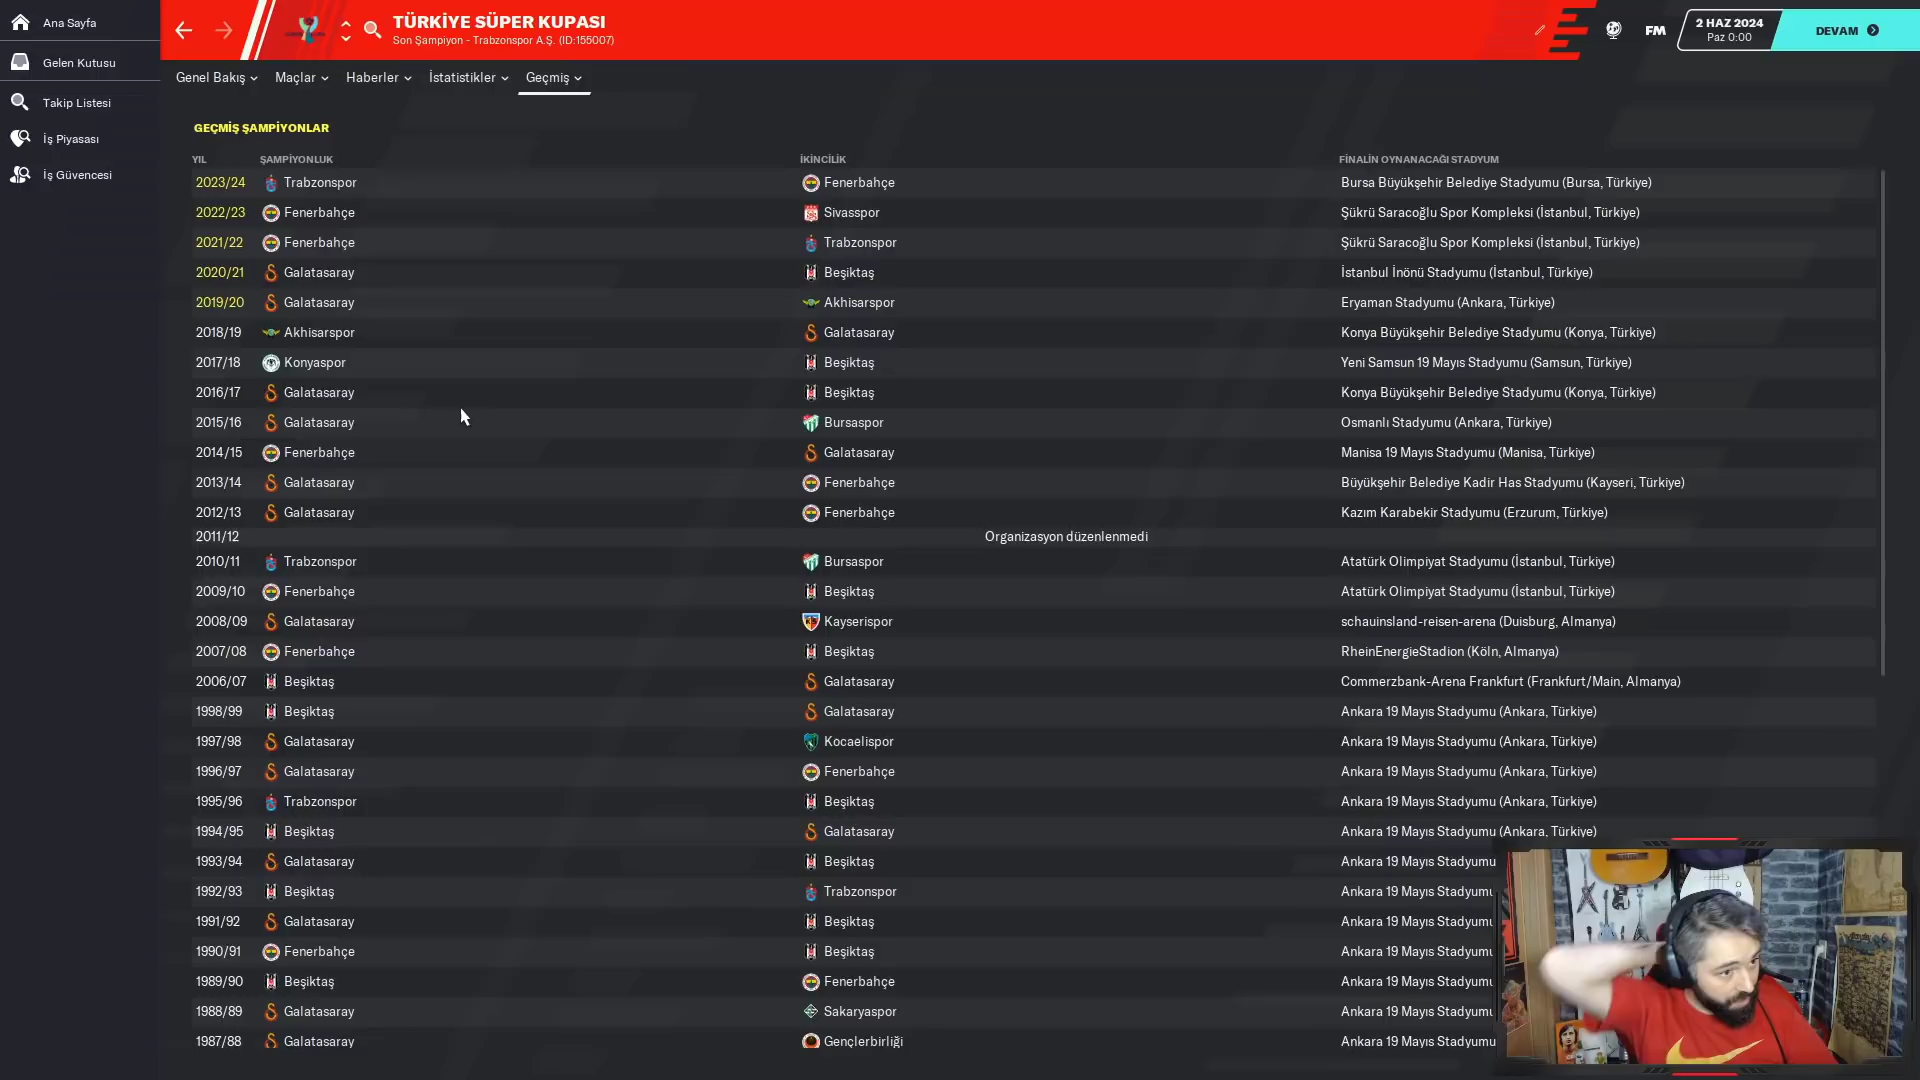 Ana Sayfa
Gelen Kutusu
Takip Listesi
İş Piyasası
İş Güvencesi
TÜRKİYE SÜPER KUPASI
Son Şampiyon - Trabzonspor A.Ş. (ID:155007)
FM
2 HAZ 2024
Paz 0:00
DEVAM
Genel Bakış Maçlar Haberler İstatistikler Geçmiş
GEÇMİŞ ŞAMPİYONLAR
YIL ŞAMPİYONLUK İKİNCİLİK FİNALİN OYNANACAĞI STADYUM
2023/24 Trabzonspor Fenerbahçe Bursa Büyükşehir Belediye Stadyumu (Bursa, Türkiye)
2022/23 Fenerbahçe Sivasspor Şükrü Saracoğlu Spor Kompleksi (İstanbul, Türkiye)
2021/22 Fenerbahçe Trabzonspor Şükrü Saracoğlu Spor Kompleksi (İstanbul, Türkiye)
2020/21 Galatasaray Beşiktaş İstanbul İnönü Stadyumu (İstanbul, Türkiye)
2019/20 Galatasaray Akhisarspor Eryaman Stadyumu (Ankara, Türkiye)
2018/19 Akhisarspor Galatasaray Konya Büyükşehir Belediye Stadyumu (Konya, Türkiye)
2017/18 Konyaspor Beşiktaş Yeni Samsun 19 Mayıs Stadyumu (Samsun, Türkiye)
2016/17 Galatasaray Beşiktaş Konya Büyükşehir Belediye Stadyumu (Konya, Türkiye)
2015/16 Galatasaray Bursaspor Osmanlı Stadyumu (Ankara, Türkiye)
2014/15 Fenerbahçe Galatasaray Manisa 19 Mayıs Stadyumu (Manisa, Türkiye)
2013/14 Galatasaray Fenerbahçe Büyükşehir Belediye Kadir Has Stadyumu (Kayseri, Türkiye)
2012/13 Galatasaray Fenerbahçe Kazım Karabekir Stadyumu (Erzurum, Türkiye)
2011/12 Organizasyon düzenlenmedi
2010/11 Trabzonspor Bursaspor Atatürk Olimpiyat Stadyumu (İstanbul, Türkiye)
2009/10 Fenerbahçe Beşiktaş Atatürk Olimpiyat Stadyumu (İstanbul, Türkiye)
2008/09 Galatasaray Kayserispor schauinsland-reisen-arena (Duisburg, Almanya)
2007/08 Fenerbahçe Beşiktaş RheinEnergieStadion (Köln, Almanya)
2006/07 Beşiktaş Galatasaray Commerzbank-Arena Frankfurt (Frankfurt/Main, Almanya)
1998/99 Beşiktaş Galatasaray Ankara 19 Mayıs Stadyumu (Ankara, Türkiye)
1997/98 Galatasaray Kocaelispor Ankara 19 Mayıs Stadyumu (Ankara, Türkiye)
1996/97 Galatasaray Fenerbahçe Ankara 19 Mayıs Stadyumu (Ankara, Türkiye)
1995/96 Trabzonspor Beşiktaş Ankara 19 Mayıs Stadyumu (Ankara, Türkiye)
1994/95 Beşiktaş Galatasaray Ankara 19 Mayıs Stadyumu (Ankara, Türkiye)
1993/94 Galatasaray Beşiktaş Ankara 19 Mayıs Stadyumu
1992/93 Beşiktaş Trabzonspor Ankara 19 Mayıs Stadyumu
1991/92 Galatasaray Beşiktaş Ankara 19 Mayıs Stadyumu
1990/91 Fenerbahçe Beşiktaş Ankara 19 Mayıs Stadyumu
1989/90 Beşiktaş Fenerbahçe Ankara 19 Mayıs Stadyumu
1988/89 Galatasaray Sakaryaspor Ankara 19 Mayıs Stadyumu
1987/88 Galatasaray Gençlerbirliği Ankara 19 Mayıs Stadyumu